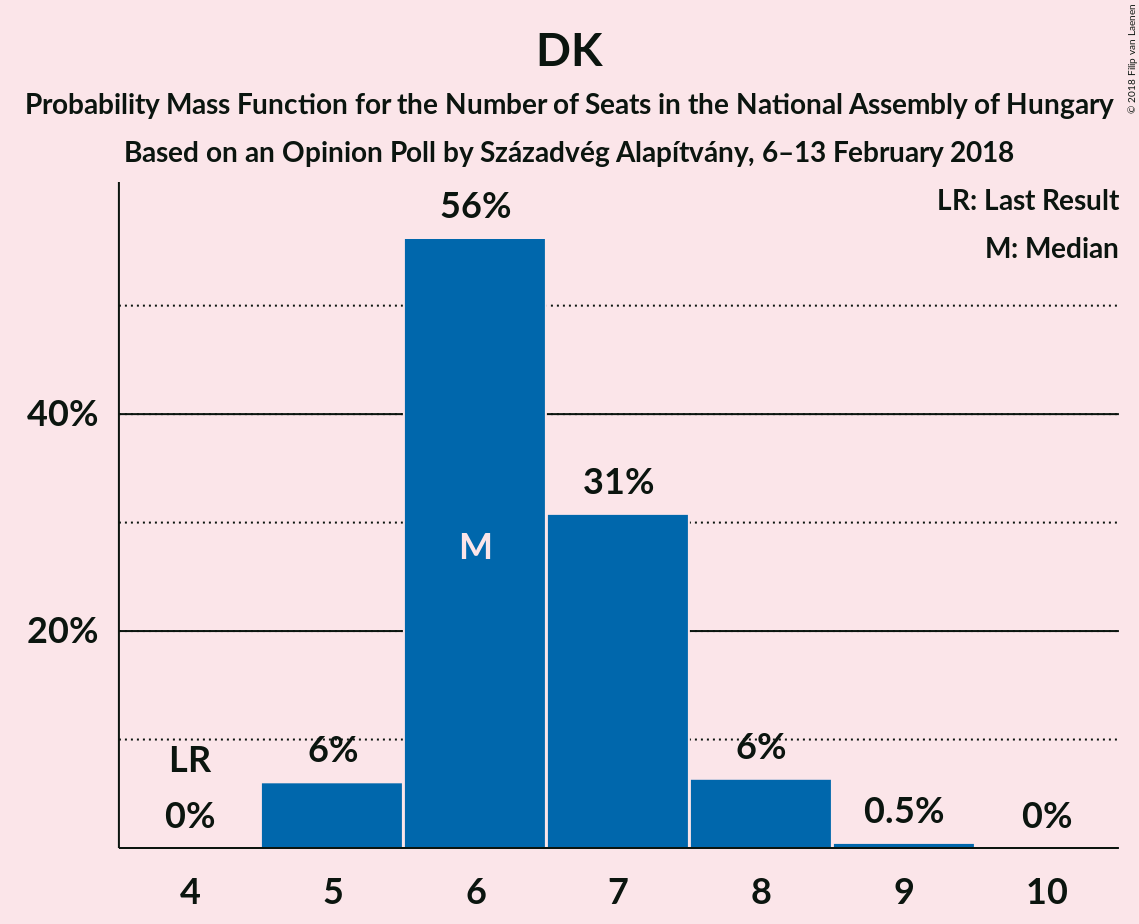 DK
Probability Mass Function for the Number of Seats in the National Assembly of Hungary
Based on an Opinion Poll by Századvég Alapítvány, 6–13 February 2018
© 2018 Filip van Laenen
LR: Last Result
M: Median
56%
40%
31%
M
20%
LR
6%
6%
0%
0.5%
0%
4 5 6 7 8 9 10